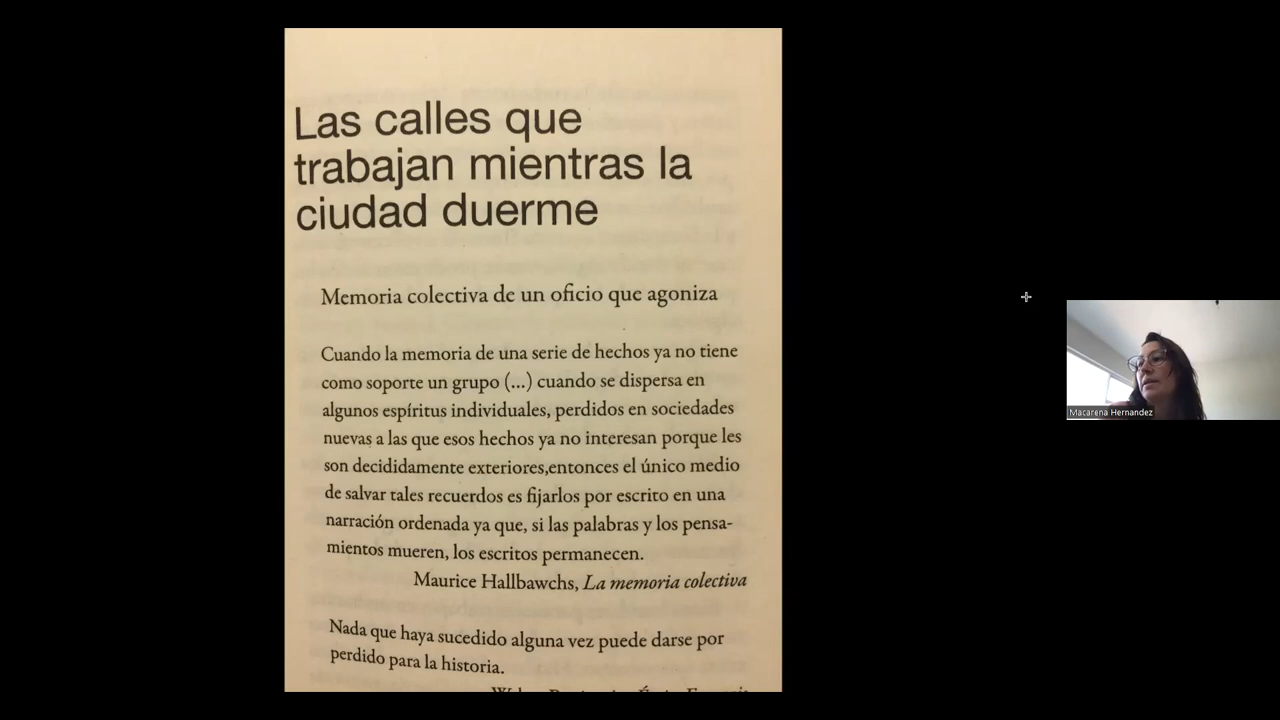 Las calles que
trabajan mientras la
ciudad duerme
Memoria colectiva de un oficio que agoniza
Cuando la memoria de una serie de hechos ya no tiene
como soporte un grupo (...) cuando se dispersa en
algunos espíritus individuales, perdidos en sociedades
nuevas a las que esos hechos ya no interesan porque les
son decididamente exteriores,entonces el único medio
de salvar tales recuerdos es fijarlos por escrito en una
narración ordenada ya que, si las palabras y los pensa-
mientos mueren, los escritos permanecen.
Maurice Hallbawchs, La memoria colectiva
Nada que haya sucedido alguna vez puede darse por
perdido para la historia.
Macarena Hernandez